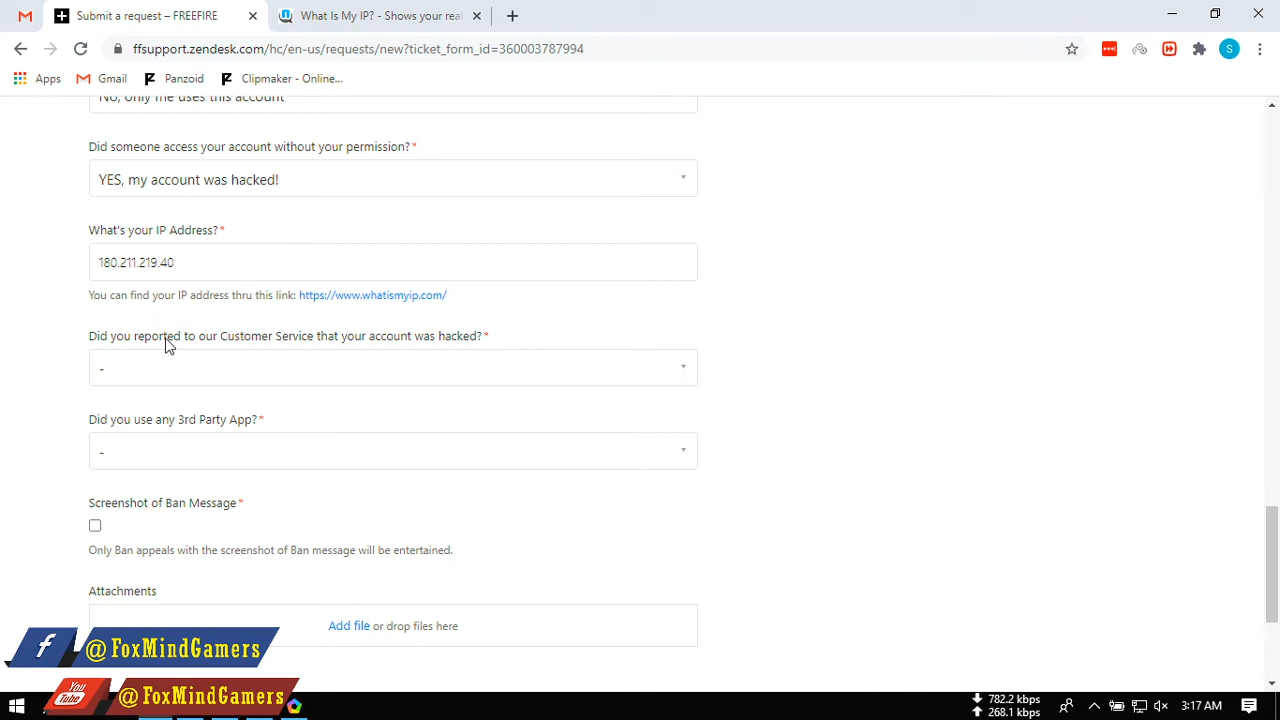 Submit a request – FREEFIRE
What Is My IP? - Shows your real
ffsupport.zendesk.com/hc/en-us/requests/new?ticket_form_id=360003787994
S
Apps
Gmail
Panzoid
Clipmaker - Online...
No, only me uses this account
Did someone access your account without your permission?*
YES, my account was hacked!
What's your IP Address?*
180.211.219.40
You can find your IP address thru this link: https://www.whatismyip.com/
Did you reported to our Customer Service that your account was hacked?*
-
Did you use any 3rd Party App?*
-
Screenshot of Ban Message*
Only Ban appeals with the screenshot of Ban message will be entertained.
Attachments
Add file or drop files here
f @ FoxMindGamers
You Tube @ FoxMindGamers
782.2 kbps
268.1 kbps
3:17 AM